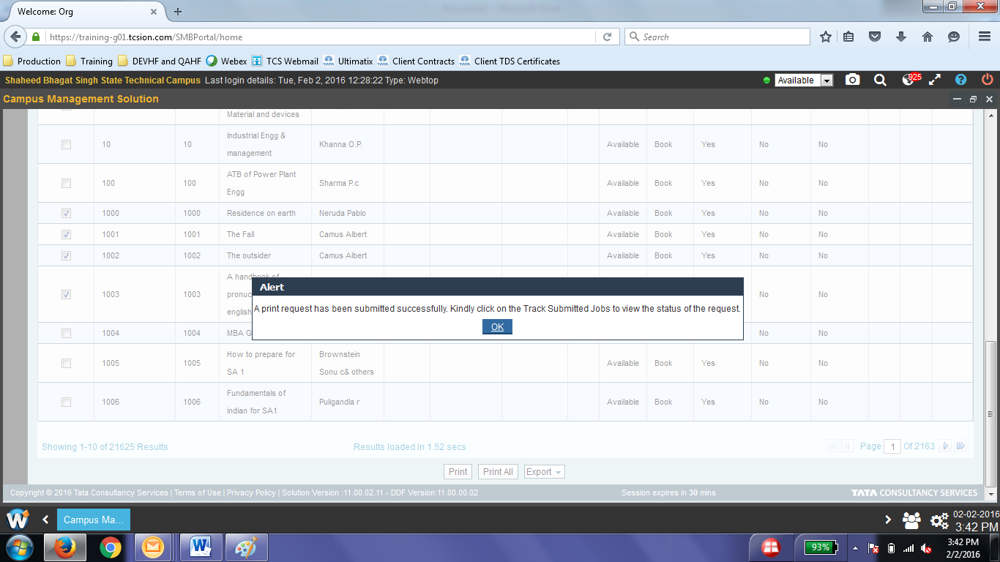 Welcome: Org
https://training-g01.tcsion.com/SMBPortal/home
Search
Production Training DEVHF and QAHF Webex TCS Webmail Ultimatix Client Contracts Client TDS Certificates
Shaheed Bhagat Singh State Technical Campus Last login details: Tue, Feb 2, 2016 12:28:22 Type: Webtop Available 925
Campus Management Solution
Material and devices
10 10 Industrial Engg & management Khanna O.P. Available Book Yes No No
100 100 ATB of Power Plant Engg Sharma P.c Available Book Yes No No
1000 1000 Residence on earth Neruda Pablo Available Book Yes No No
1001 1001 The Fall Camus Albert Available Book Yes No No
1002 1002 The outsider Camus Albert Available Book Yes No No
1003 1003 A handbook of pronuc english No No
Alert
A print request has been submitted successfully. Kindly click on the Track Submitted Jobs to view the status of the request.
OK
1004 1004 MBA G No No
1005 1005 How to prepare for SA 1 Brownstein Sonu c& others Available Book Yes No No
1006 1006 Fundamentals of indian for SA1 Puligandla r Available Book Yes No No
Showing 1-10 of 21625 Results Results loaded in 1.52 secs Page 1 Of 2163
Print Print All Export
Copyright © 2016 Tata Consultancy Services | Terms of Use | Privacy Policy | Solution Version :11.00.02.11 - DDF Version:11.00.00.02 Session expires in 30 mins TATA CONSULTANCY SERVICES
W Campus Ma... 02-02-2016
3:42 PM
93% 3:42 PM
2/2/2016